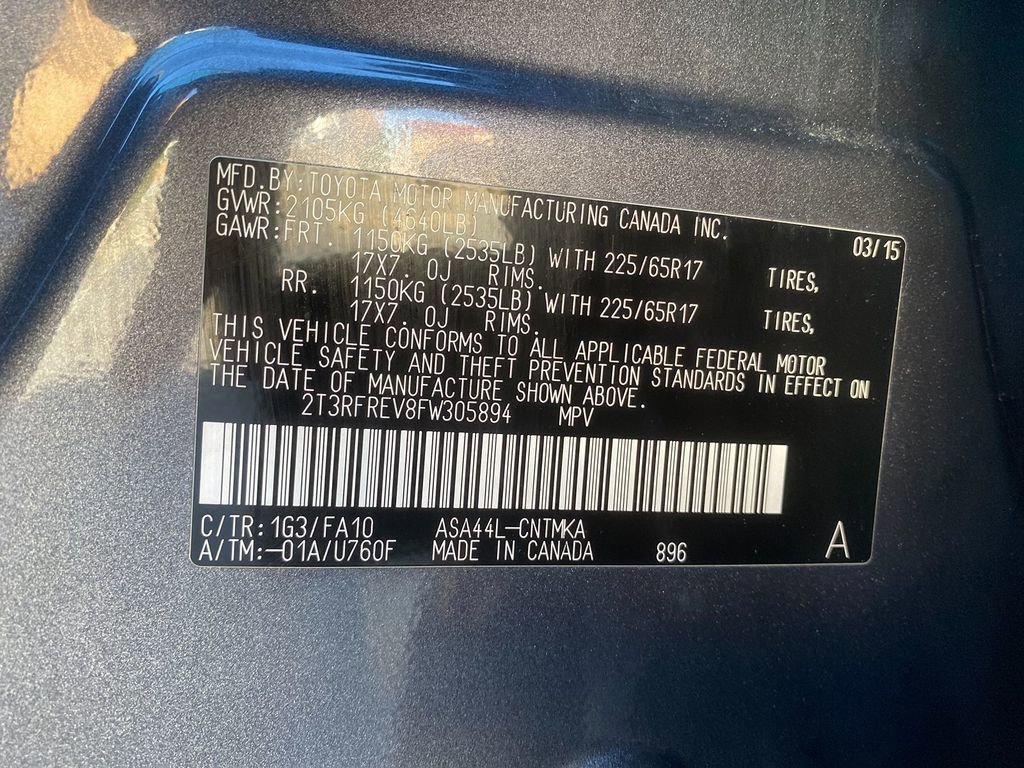 MFD.BY:TOYOTA MOTOR MANUFACTURING CANADA INC.
GVWR:2105KG (4640LB) 03/15
GAWR:FRT. 1150KG (2535LB) WITH 225/65R17 TIRES,
17X7. 0J RIMS.
RR. 1150KG (2535LB) WITH 225/65R17 TIRES,
17X7. 0J RIMS.
THIS VEHICLE CONFORMS TO ALL APPLICABLE FEDERAL MOTOR
VEHICLE SAFETY AND THEFT PREVENTION STANDARDS IN EFFECT ON
THE DATE OF MANUFACTURE SHOWN ABOVE.
2T3RFREV8FW305894 MPV
C/TR:1G3/FA10 ASA44L-CNTMKA
A/TM:-01A/U760F MADE IN CANADA 896 A